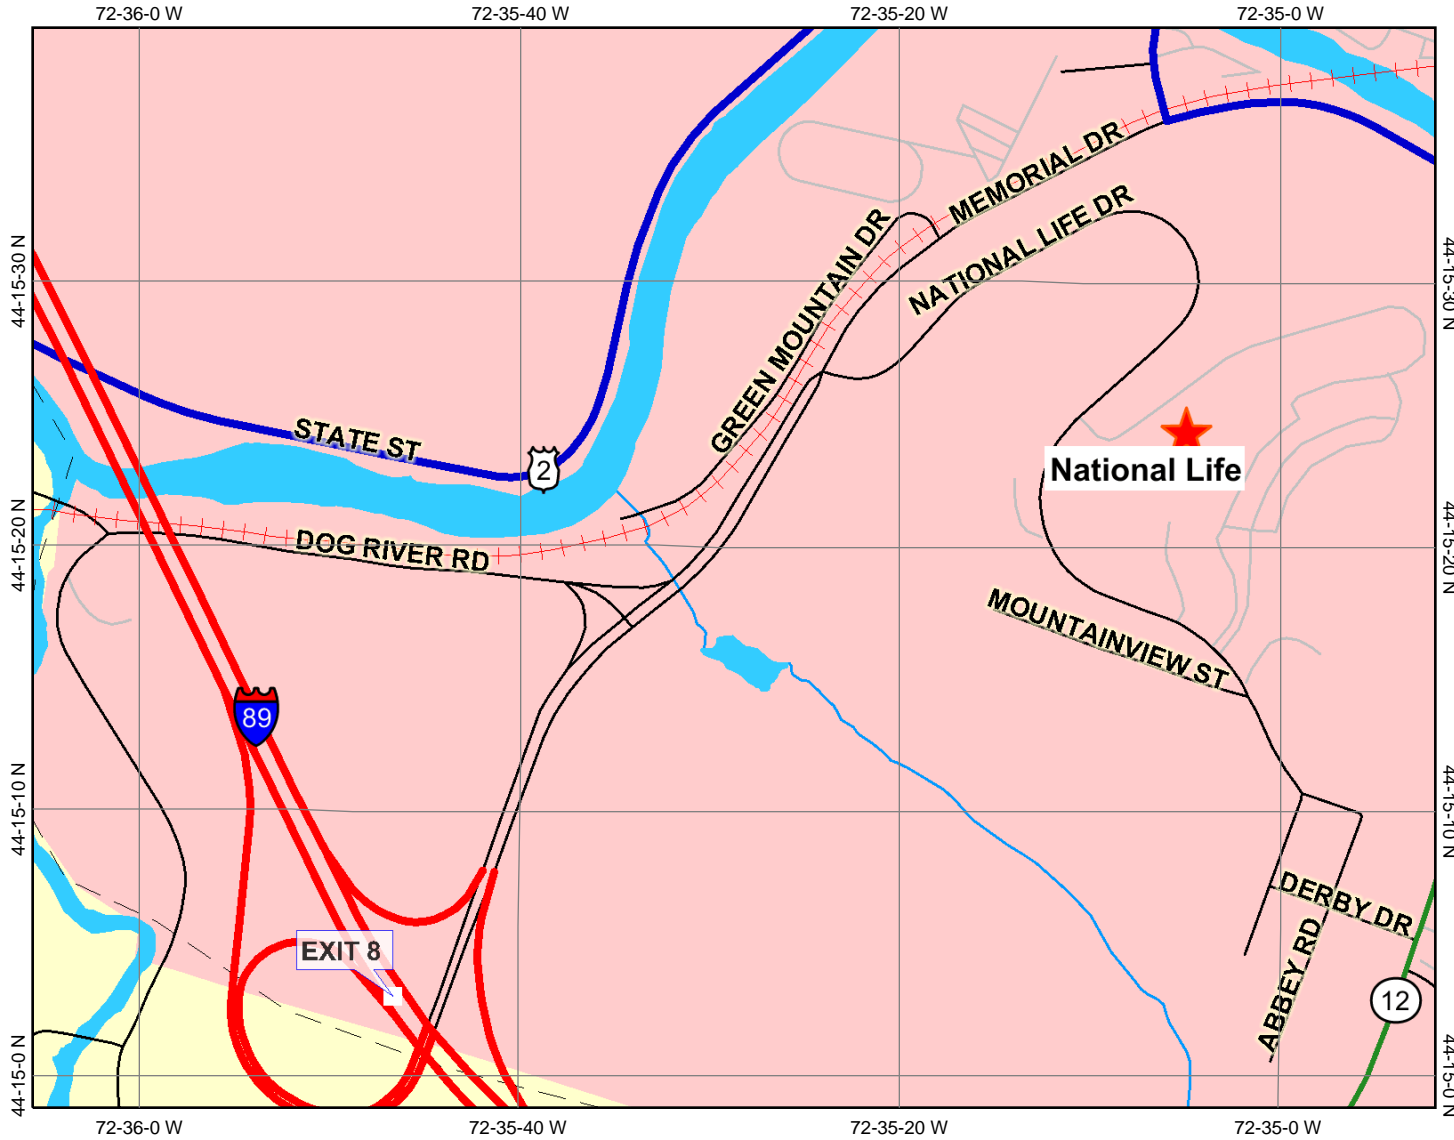 72-36-0 W
72-35-40 W
72-35-20 W
72-35-0 W
MEMORIAL DR
NATIONAL LIFE DR
GREEN MOUNTAIN DR
44-15-30 N
44-15-30 N
STATE ST
2
National Life
44-15-20 N
44-15-20 N
DOG RIVER RD
MOUNTAINVIEW ST
89
44-15-10 N
44-15-10 N
DERBY DR
EXIT 8
ABBEY RD
12
44-15-0 N
44-15-0 N
72-36-0 W
72-35-40 W
72-35-20 W
72-35-0 W